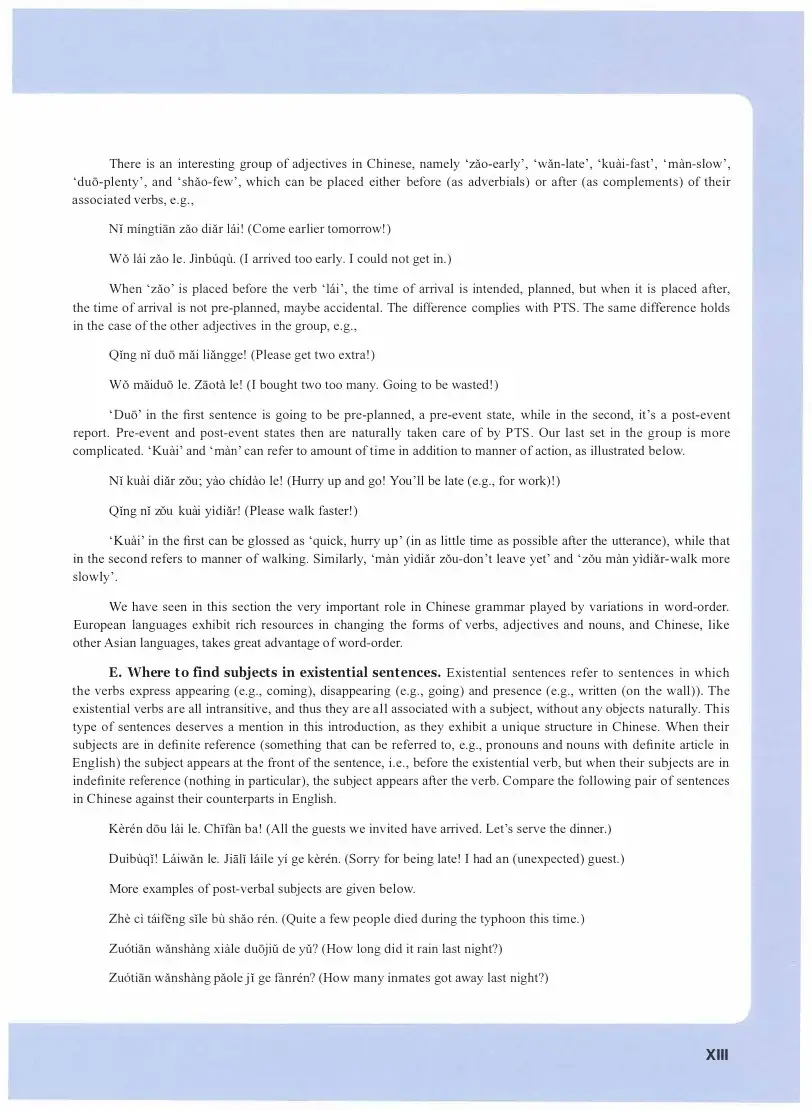 There is an interesting group of adjectives in Chinese, namely ‘zǎo-early’, ‘wǎn-late’, ‘kuài-fast’, ‘màn-slow’,
‘duō-plenty’, and ‘shǎo-few’, which can be placed either before (as adverbials) or after (as complements) of their
associated verbs, e.g.,
Nǐ míngtiān zǎo diǎr lái! (Come earlier tomorrow!)
Wǒ lái zǎo le. Jìnbúqù. (I arrived too early. I could not get in.)
When ‘zǎo’ is placed before the verb ‘lái’, the time of arrival is intended, planned, but when it is placed after,
the time of arrival is not pre-planned, maybe accidental. The difference complies with PTS. The same difference holds
in the case of the other adjectives in the group, e.g.,
Qǐng nǐ duō mǎi liǎngge! (Please get two extra!)
Wǒ mǎiduō le. Zāotà le! (I bought two too many. Going to be wasted!)
‘Duō’ in the first sentence is going to be pre-planned, a pre-event state, while in the second, it’s a post-event
report. Pre-event and post-event states then are naturally taken care of by PTS. Our last set in the group is more
complicated. ‘Kuài’ and ‘màn’ can refer to amount of time in addition to manner of action, as illustrated below.
Nǐ kuài diǎr zǒu; yào chídào le! (Hurry up and go! You’ll be late (e.g., for work)!)
Qǐng nǐ zǒu kuài yìdiǎr! (Please walk faster!)
‘Kuài’ in the first can be glossed as ‘quick, hurry up’ (in as little time as possible after the utterance), while that
in the second refers to manner of walking. Similarly, ‘màn yìdiǎr zǒu-don’t leave yet’ and ‘zǒu màn yìdiǎr-walk more
slowly’.
We have seen in this section the very important role in Chinese grammar played by variations in word-order.
European languages exhibit rich resources in changing the forms of verbs, adjectives and nouns, and Chinese, like
other Asian languages, takes great advantage of word-order.
E. Where to find subjects in existential sentences. Existential sentences refer to sentences in which
the verbs express appearing (e.g., coming), disappearing (e.g., going) and presence (e.g., written (on the wall)). The
existential verbs are all intransitive, and thus they are all associated with a subject, without any objects naturally. This
type of sentences deserves a mention in this introduction, as they exhibit a unique structure in Chinese. When their
subjects are in definite reference (something that can be referred to, e.g., pronouns and nouns with definite article in
English) the subject appears at the front of the sentence, i.e., before the existential verb, but when their subjects are in
indefinite reference (nothing in particular), the subject appears after the verb. Compare the following pair of sentences
in Chinese against their counterparts in English.
Kèrén dōu lái le. Chīfàn ba! (All the guests we invited have arrived. Let’s serve the dinner.)
Duìbùqǐ! Láiwǎn le. Jiālǐ láile yí ge kèrén. (Sorry for being late! I had an (unexpected) guest.)
More examples of post-verbal subjects are given below.
Zhè cì táifēng sǐle bù shǎo rén. (Quite a few people died during the typhoon this time.)
Zuótiān wǎnshàng xiàle duōjiǔ de yǔ? (How long did it rain last night?)
Zuótiān wǎnshàng pǎole jǐ ge fànrén? (How many inmates got away last night?)
XIII